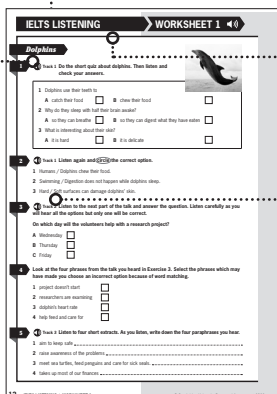 IELTS LISTENING
WORKSHEET 1
Dolphins
1 Track 1 Do the short quiz about dolphins. Then listen and
check your answers.
1 Dolphins use their teeth to
A catch their food B chew their food
2 Why do they sleep with half their brain awake?
A so they can breathe B so they can digest what they have eaten
3 What is interesting about their skin?
A it is hard B it is delicate
2 Track 1 Listen again and circle the correct option.
1 Humans / Dolphins chew their food.
2 Swimming / Digestion does not happen while dolphins sleep.
3 Hard / Soft surfaces can damage dolphins' skin.
3 Track 2 Listen to the next part of the talk and answer the question. Listen carefully as you
will hear all the options but only one will be correct.
On which day will the volunteers help with a research project?
A Wednesday
B Thursday
C Friday
4 Look at the four phrases from the talk you heard in Exercise 3. Select the phrases which may
have made you choose an incorrect option because of word matching.
1 project doesn't start
2 researchers are examining
3 dolphin's heart rate
4 help feed and care for
5 Track 3 Listen to four short extracts. As you listen, write down the four paraphrases you hear.
1 aim to keep safe
2 raise awareness of the problems
3 meet sea turtles, feed penguins and care for sick seals
4 takes up most of our finances